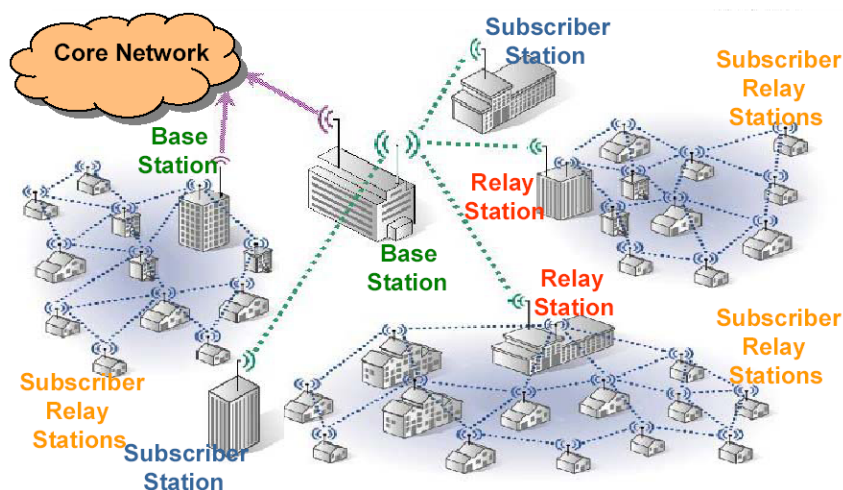 Core Network
Subscriber
Station
Subscriber
Relay
Stations
Base
Station
Relay
Station
Base
Station
Relay
Station
Subscriber
Relay
Stations
Subscriber
Relay
Stations
Subscriber
Station